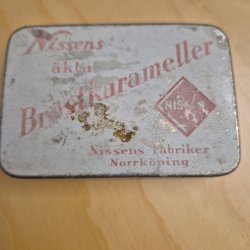 Nissens
äkta
Bröstkarameller
NISSENS
Nissens Fabriker
Norrköping